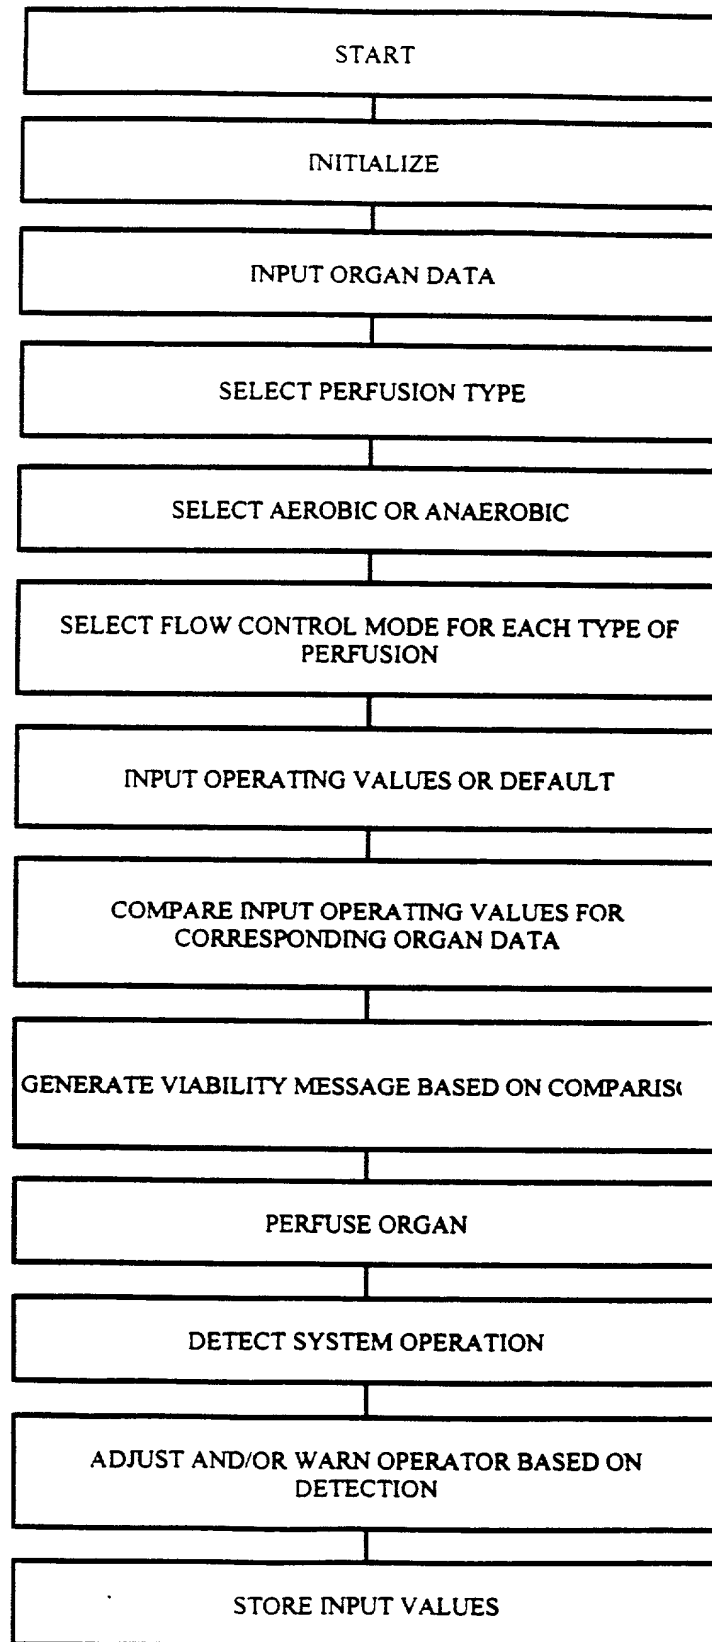 START
INITIALIZE
INPUT ORGAN DATA
SELECT PERFUSION TYPE
SELECT AEROBIC OR ANAEROBIC
SELECT FLOW CONTROL MODE FOR EACH TYPE OF
PERFUSION
INPUT OPERATING VALUES OR DEFAULT
COMPARE INPUT OPERATING VALUES FOR
CORRESPONDING ORGAN DATA
GENERATE VIABILITY MESSAGE BASED ON
PERFUSE ORGAN
DETECT SYSTEM OPERATION
ADJUST AND/OR WARN OPERATOR BASED ON
DETECTION
STORE INPUT VALUES